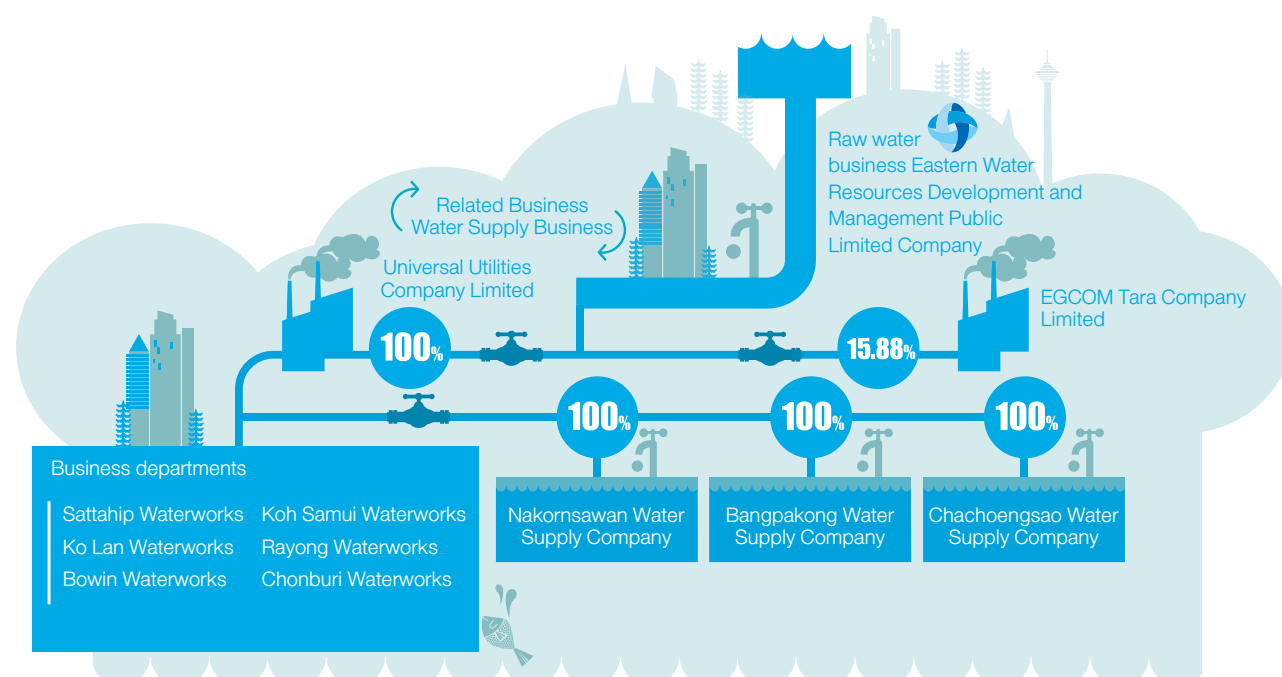 Raw water
business Eastern Water
Resources Development and
Management Public
Limited Company
Related Business
Water Supply Business
Universal Utilities
Company Limited
100%
15.88%
EGCOM Tara Company
Limited
100%
100%
100%
Business departments
Sattahip Waterworks
Ko Lan Waterworks
Bowin Waterworks
Koh Samui Waterworks
Rayong Waterworks
Chonburi Waterworks
Nakornsawan Water
Supply Company
Bangpakong Water
Supply Company
Chachoengsao Water
Supply Company